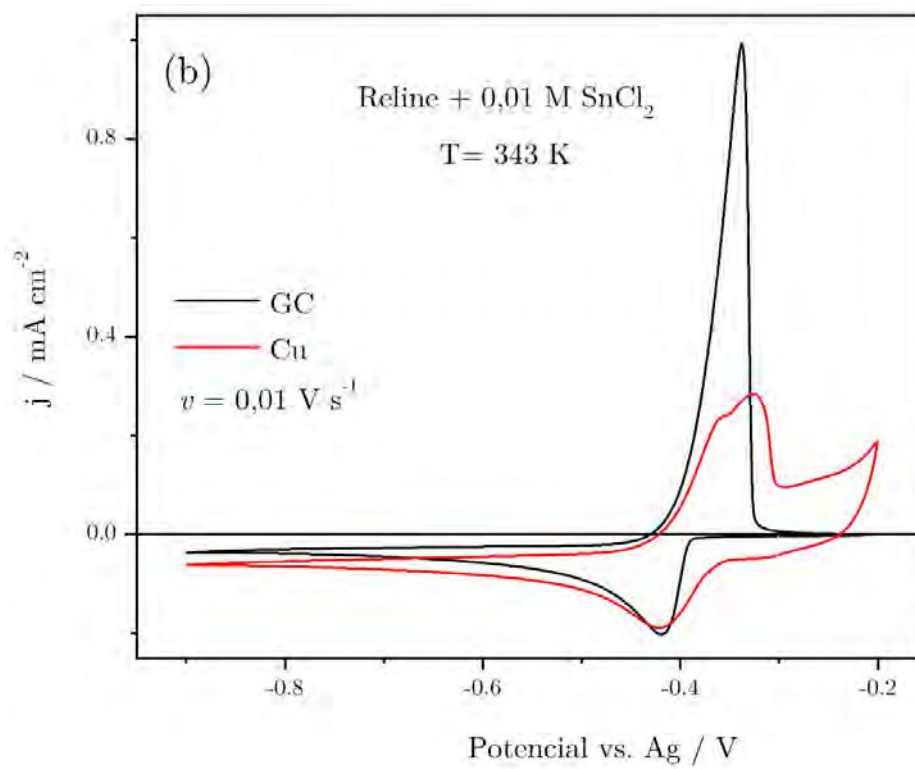 (b)
Reline + 0,01 M SnCl₂
T= 343 K
GC
Cu
v = 0,01 V s⁻¹
j / mA cm⁻²
0.8
0.4
0.0
-0.8
-0.6
-0.4
-0.2
Potencial vs. Ag / V